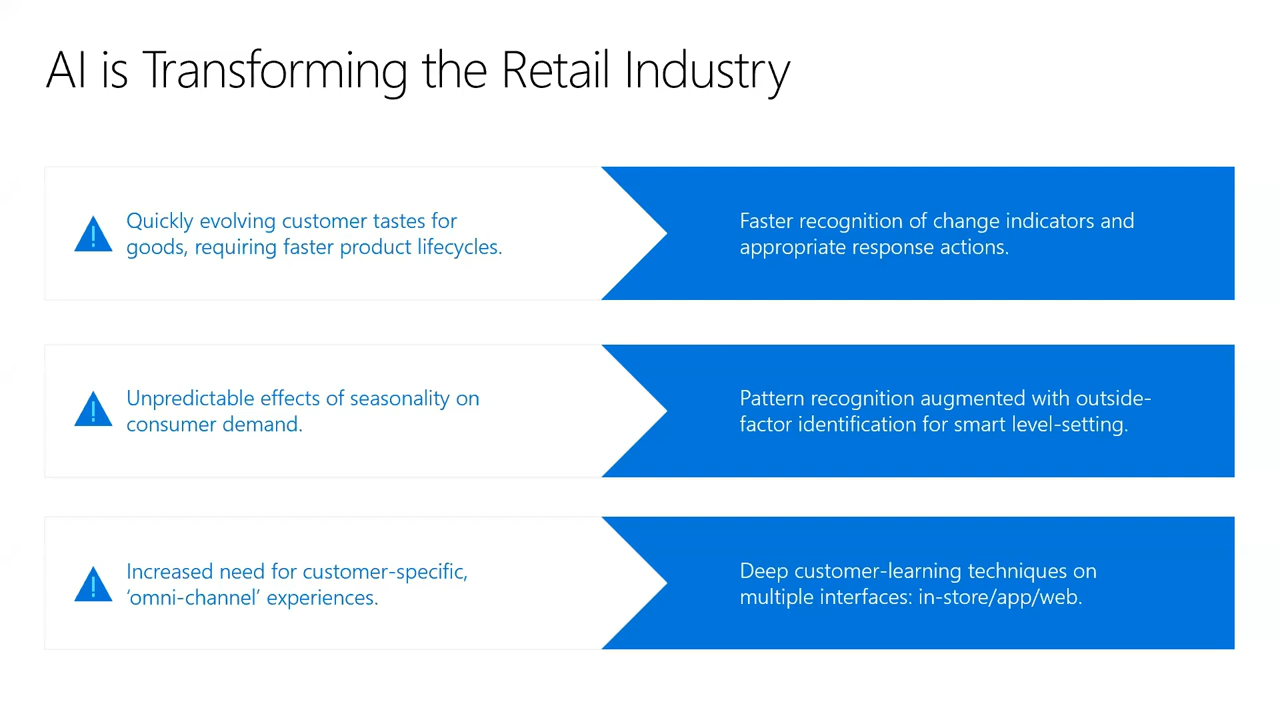 AI is Transforming the Retail Industry
Quickly evolving customer tastes for
goods, requiring faster product lifecycles.
Faster recognition of change indicators and
appropriate response actions.
Unpredictable effects of seasonality on
consumer demand.
Pattern recognition augmented with outside-
factor identification for smart level-setting.
Increased need for customer-specific,
‘omni-channel’ experiences.
Deep customer-learning techniques on
multiple interfaces: in-store/app/web.